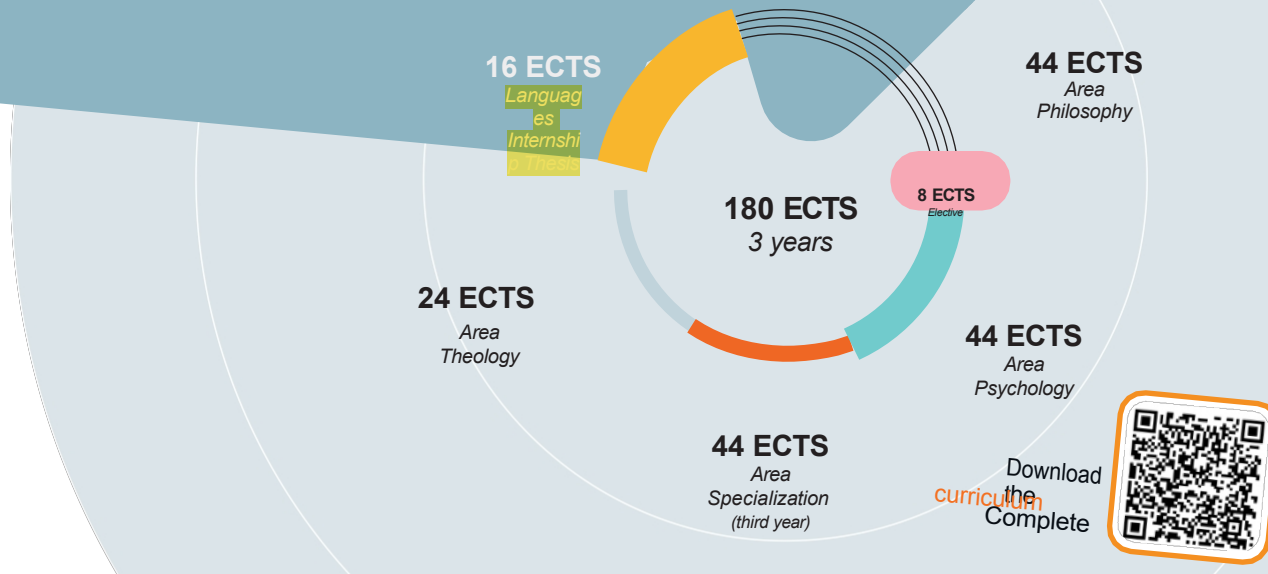 16 ECTS
Languag
es
Internshi
p Thesis
44 ECTS
Area
Philosophy
8 ECTS
Elective
180 ECTS
3 years
24 ECTS
Area
Theology
44 ECTS
Area
Psychology
44 ECTS
Area
Specialization
(third year)
Download
the
curriculum
Complete